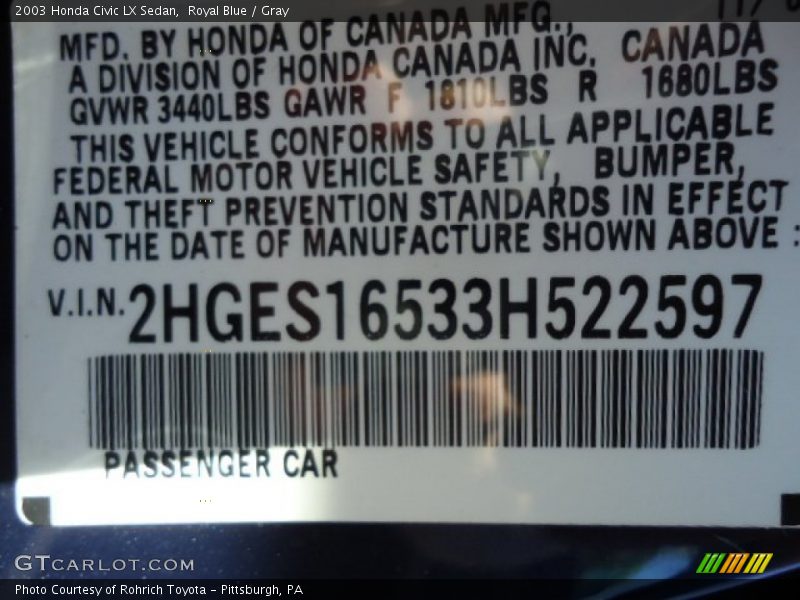 2003 Honda Civic LX Sedan, Royal Blue / Gray
MFD. BY HONDA OF CANADA MFG.,
A DIVISION OF HONDA CANADA INC. CANADA
GVWR 3440LBS GAWR F 1810LBS R 1680LBS
THIS VEHICLE CONFORMS TO ALL APPLICABLE
FEDERAL MOTOR VEHICLE SAFETY, BUMPER,
AND THEFT PREVENTION STANDARDS IN EFFECT
ON THE DATE OF MANUFACTURE SHOWN ABOVE :
V.I.N. 2HGES16533H522597
PASSENGER CAR
GTCARLOT.COM
Photo Courtesy of Rohrich Toyota - Pittsburgh, PA